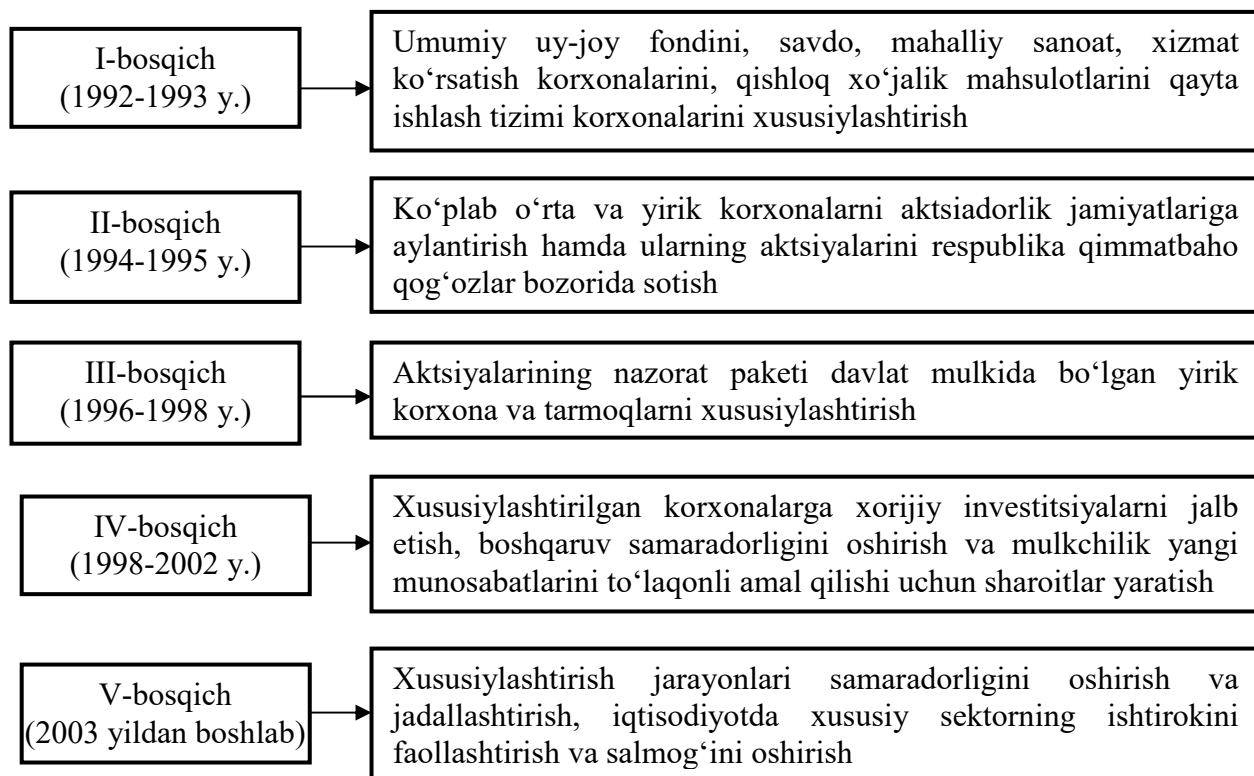 I-bosqich
(1992-1993 y.)
Umumiy uy-joy fondini, savdo, mahalliy sanoat, xizmat
ko‘rsatish korxonalarini, qishloq xo‘jalik mahsulotlarini qayta
ishlash tizimi korxonalarini xususiylashtirish
II-bosqich
(1994-1995 y.)
Ko‘plab o‘rta va yirik korxonalarni aktsiadorlik jamiyatlariga
aylantirish hamda ularning aktsiyalarini respublika qimmatbaho
qog‘ozlar bozorida sotish
III-bosqich
(1996-1998 y.)
Aktsiyalarining nazorat paketi davlat mulkida bo‘lgan yirik
korxona va tarmoqlarni xususiylashtirish
IV-bosqich
(1998-2002 y.)
Xususiylashtirilgan korxonalarga xorijiy investitsiyalarni jalb
etish, boshqaruv samaradorligini oshirish va mulkchilik yangi
munosabatlarini to‘laqonli amal qilishi uchun sharoitlar yaratish
V-bosqich
(2003 yildan boshlab)
Xususiylashtirish jarayonlari samaradorligini oshirish va
jadallashtirish, iqtisodiyotda xususiy sektorning ishtirokini
faollashtirish va salmog‘ini oshirish